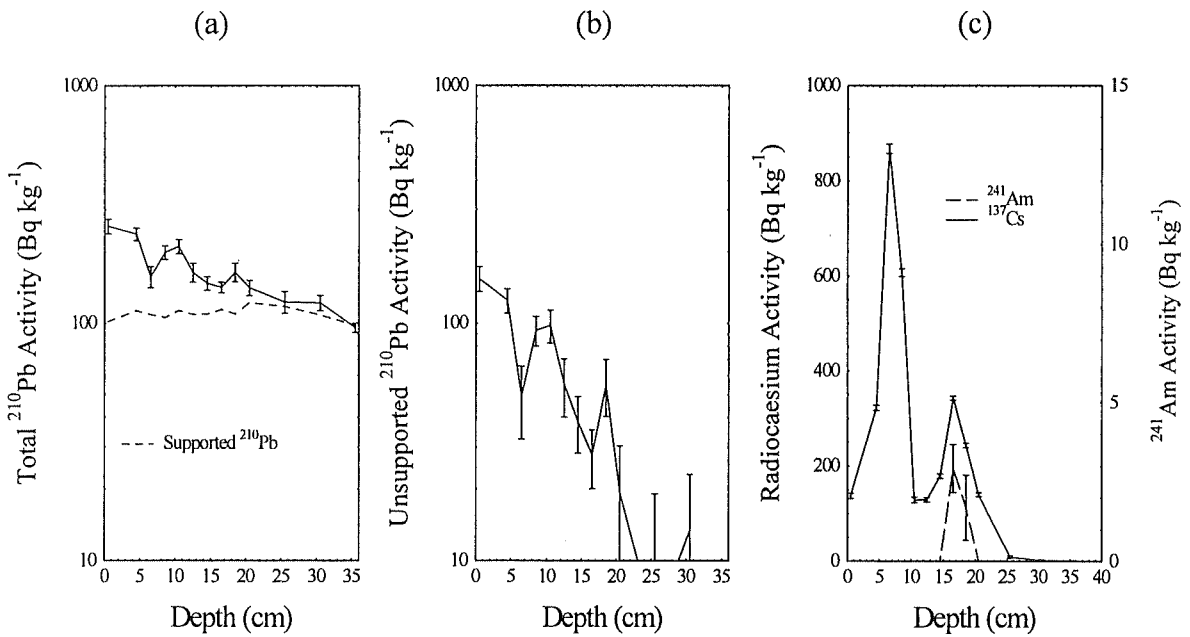 (a)
Total ²¹⁰Pb Activity (Bq kg⁻¹)
1000
100
10
Supported ²¹⁰Pb
0 5 10 15 20 25 30 35
Depth (cm)
(b)
Unsupported ²¹⁰Pb Activity (Bq kg⁻¹)
1000
100
10
0 5 10 15 20 25 30 35
Depth (cm)
(c)
Radiocaesium Activity (Bq kg⁻¹)
1000
800
600
400
200
0
²⁴¹Am
¹³⁷Cs
15
10
5
0
²⁴¹Am Activity (Bq kg⁻¹)
0 5 10 15 20 25 30 35 40
Depth (cm)